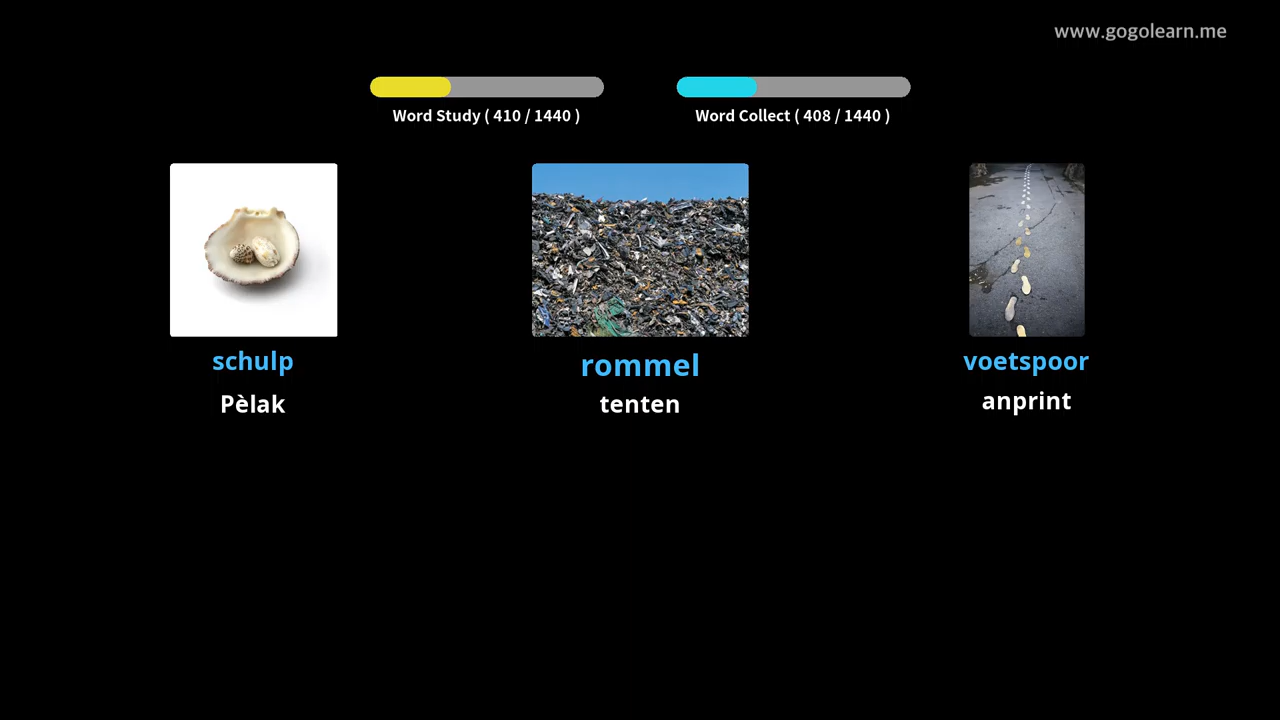 www.gogolearn.me
Word Study ( 410 / 1440 )
Word Collect ( 408 / 1440 )
schulp
rommel
voetspoor
Pèlak
tenten
anprint